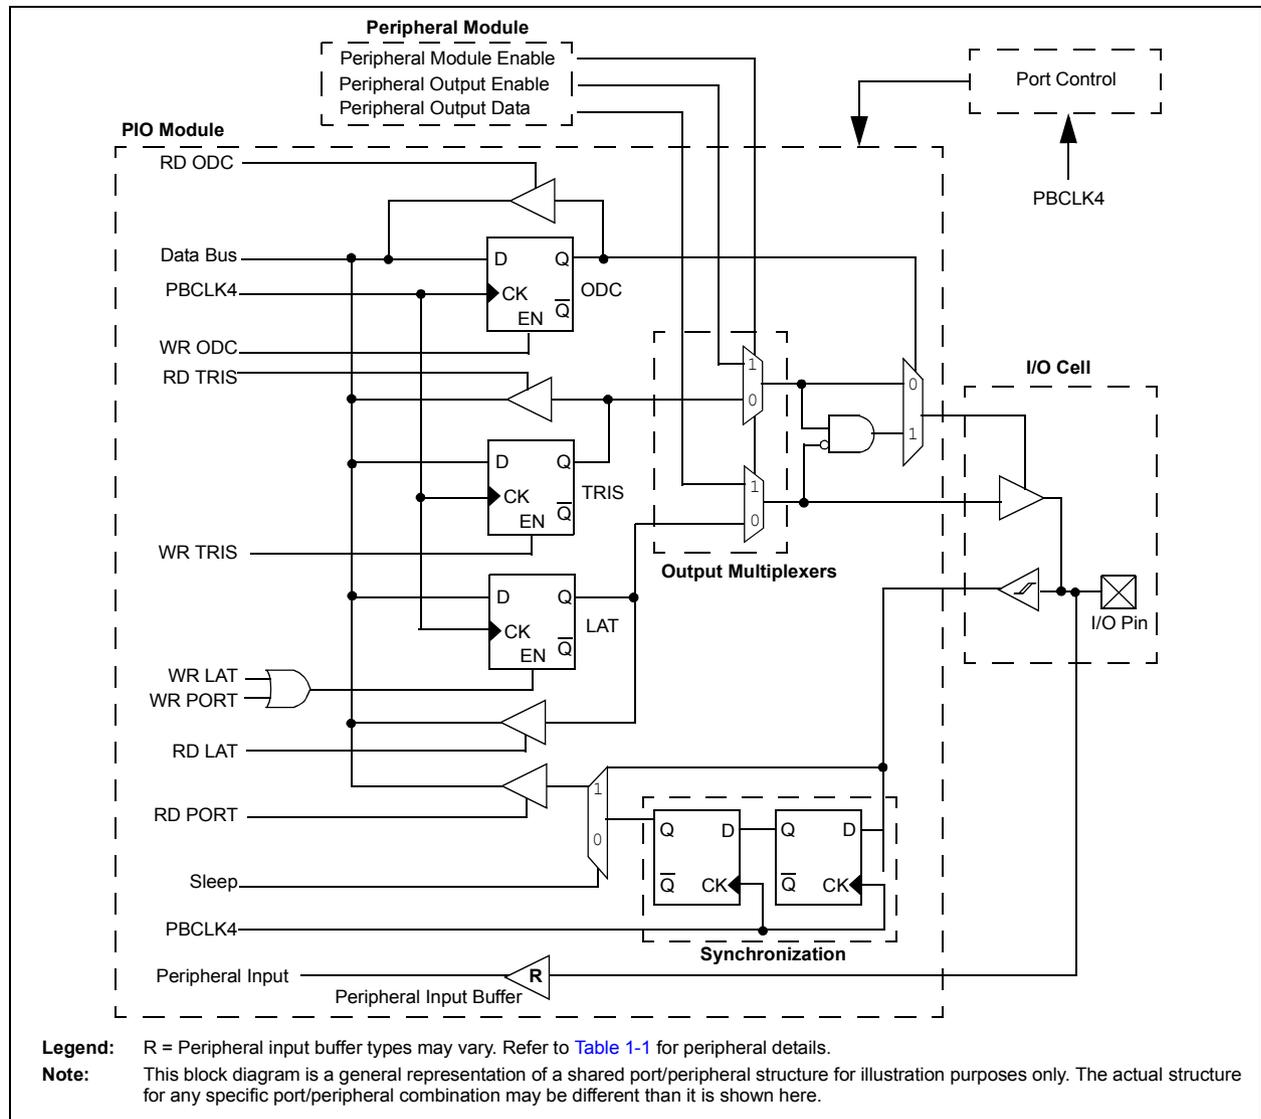 Peripheral Module
Peripheral Module Enable
Peripheral Output Enable
Peripheral Output Data
Port Control
PBCLK4
PIO Module
RD ODC
Data Bus
D
Q
PBCLK4
CK
Q
ODC
EN
WR ODC
RD TRIS
1
0
I/O Cell
0
1
D
Q
CK
Q
TRIS
EN
WR TRIS
1
0
Output Multiplexers
D
Q
CK
Q
LAT
EN
I/O Pin
WR LAT
WR PORT
RD LAT
1
0
RD PORT
Q
D
Q
D
Q
CK
Q
CK
Sleep
PBCLK4
Synchronization
Peripheral Input
R
Peripheral Input Buffer
Legend: R = Peripheral input buffer types may vary. Refer to Table 1-1 for peripheral details.
Note: This block diagram is a general representation of a shared port/peripheral structure for illustration purposes only. The actual structure
for any specific port/peripheral combination may be different than it is shown here.